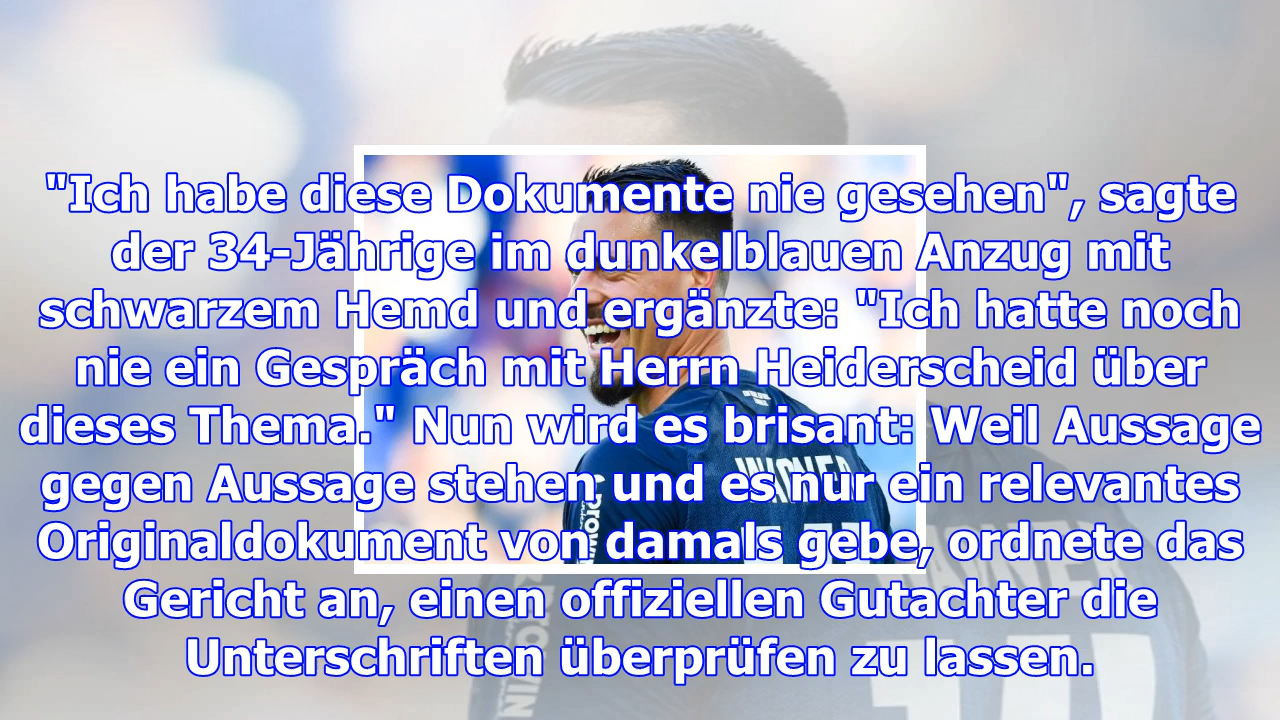 "Ich habe diese Dokumente nie gesehen", sagte
der 34-Jährige im dunkelblauen Anzug mit
schwarzem Hemd und ergänzte: "Ich hatte noch
nie ein Gespräch mit Herrn Heiderscheid über
dieses Thema." Nun wird es brisant: Weil Aussage
gegen Aussage stehen und es nur ein relevantes
Originaldokument von damals gebe, ordnete das
Gericht an, einen offiziellen Gutachter die
Unterschriften überprüfen zu lassen.
WAGNER